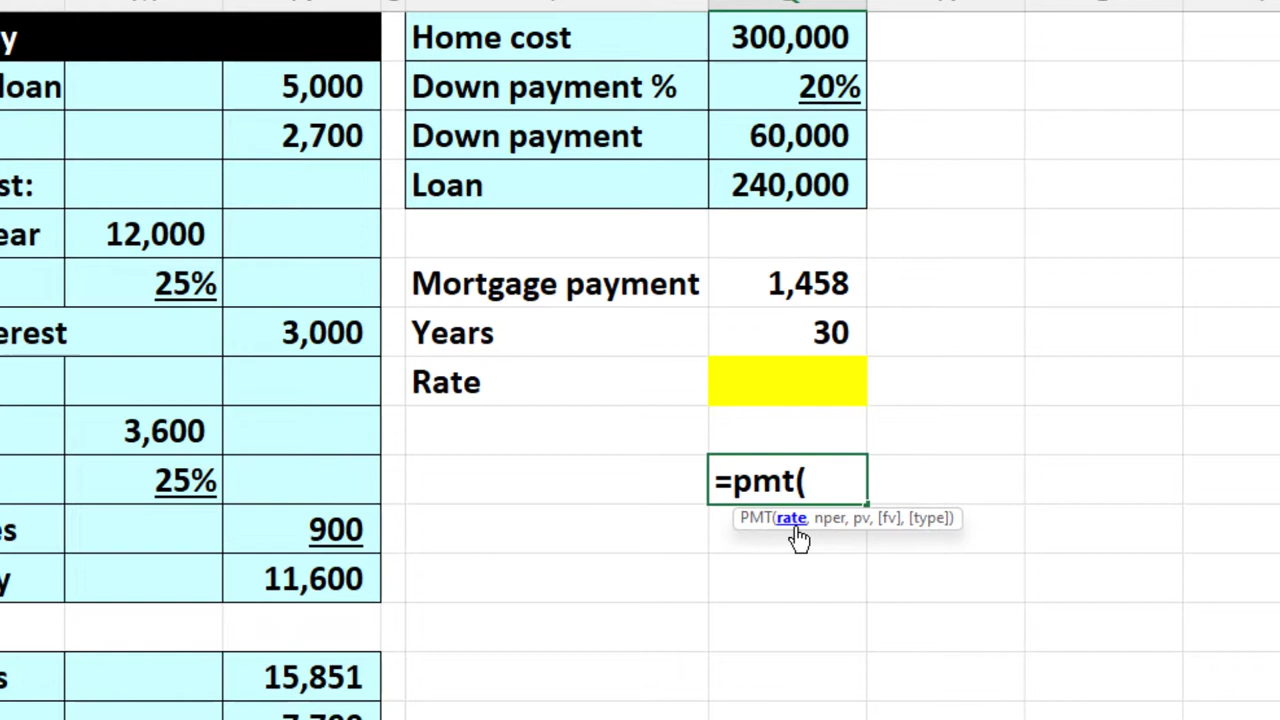 y
loan 5,000
2,700
st:
ear 12,000
25%
erest 3,000
3,600
25%
s 900
y 11,600
s 15,851
Home cost 300,000
Down payment % 20%
Down payment 60,000
Loan 240,000
Mortgage payment 1,458
Years 30
Rate
=pmt(
PMT(rate, nper, pv, [fv], [type])